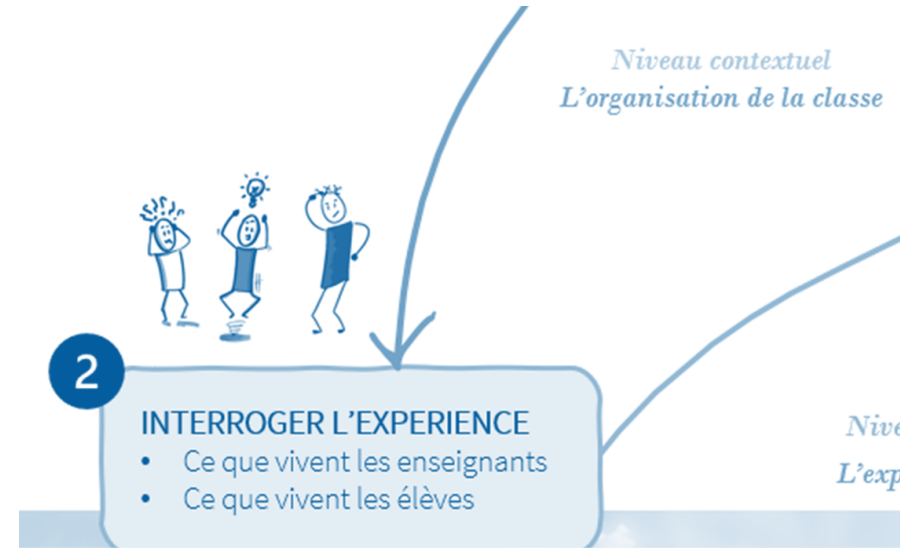 Niveau contextuel
L'organisation de la classe
2
INTERROGER L'EXPERIENCE
• Ce que vivent les enseignants
• Ce que vivent les élèves
Nive
L'exp